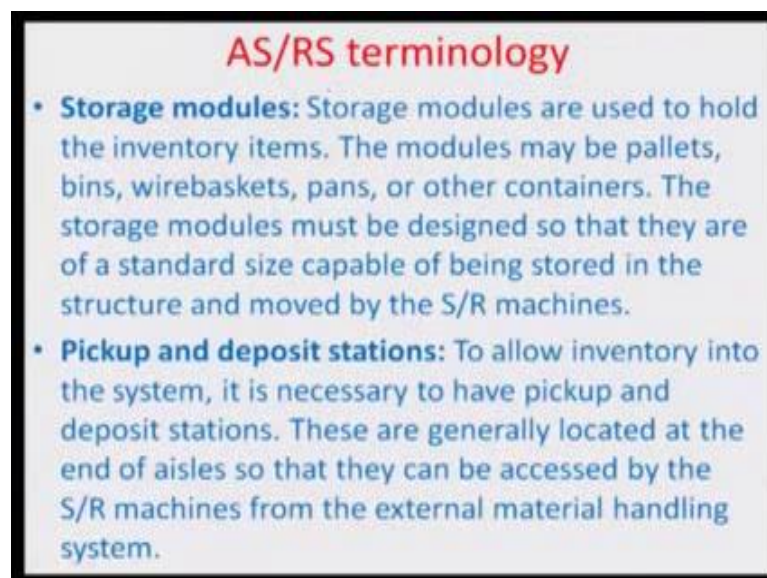 AS/RS terminology
• Storage modules: Storage modules are used to hold
the inventory items. The modules may be pallets,
bins, wirebaskets, pans, or other containers. The
storage modules must be designed so that they are
of a standard size capable of being stored in the
structure and moved by the S/R machines.
• Pickup and deposit stations: To allow inventory into
the system, it is necessary to have pickup and
deposit stations. These are generally located at the
end of aisles so that they can be accessed by the
S/R machines from the external material handling
system.